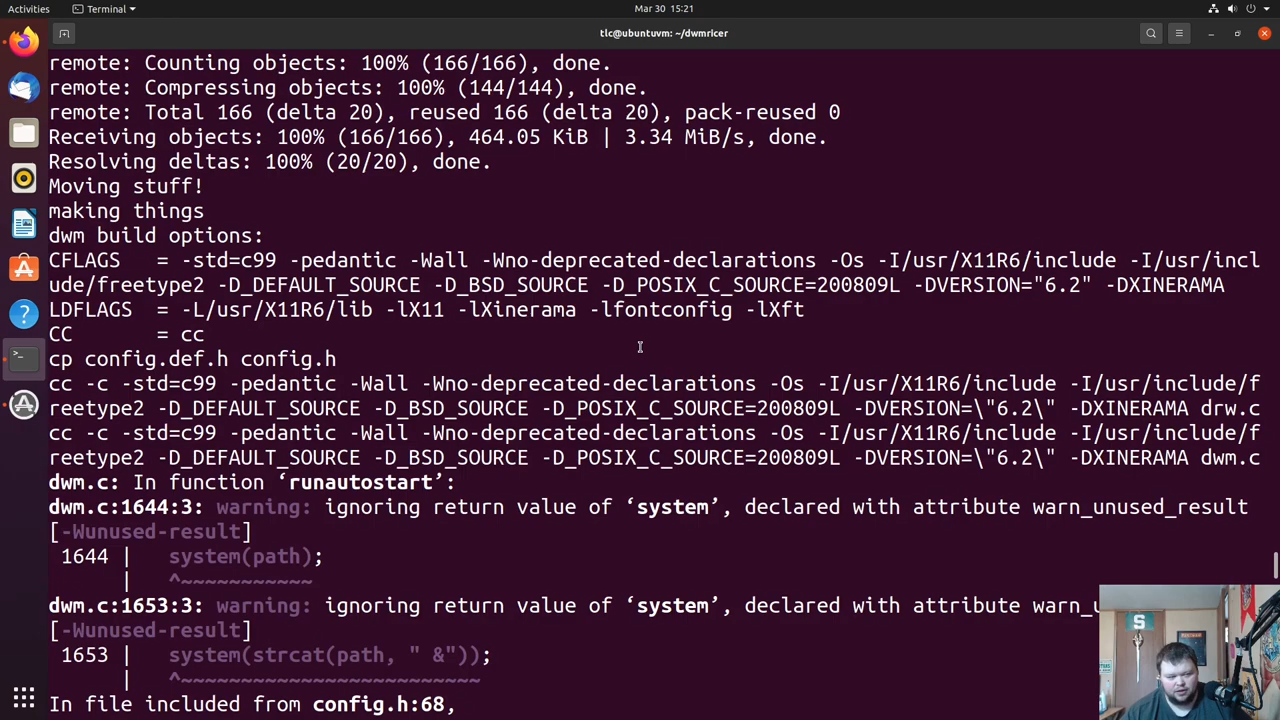 Activities
Terminal
Mar 30 15:21
tlc@ubuntuvm: ~/dwmricer
remote: Counting objects: 100% (166/166), done.
remote: Compressing objects: 100% (144/144), done.
remote: Total 166 (delta 20), reused 166 (delta 20), pack-reused 0
Receiving objects: 100% (166/166), 464.05 KiB | 3.34 MiB/s, done.
Resolving deltas: 100% (20/20), done.
Moving stuff!
making things
dwm build options:
CFLAGS   = -std=c99 -pedantic -Wall -Wno-deprecated-declarations -Os -I/usr/X11R6/include -I/usr/incl
ude/freetype2 -D_DEFAULT_SOURCE -D_BSD_SOURCE -D_POSIX_C_SOURCE=200809L -DVERSION="6.2" -DXINERAMA
LDFLAGS  = -L/usr/X11R6/lib -lX11 -lXinerama -lfontconfig -lXft
CC       = cc
cp config.def.h config.h
cc -c -std=c99 -pedantic -Wall -Wno-deprecated-declarations -Os -I/usr/X11R6/include -I/usr/include/f
reetype2 -D_DEFAULT_SOURCE -D_BSD_SOURCE -D_POSIX_C_SOURCE=200809L -DVERSION=\"6.2\" -DXINERAMA drw.c
cc -c -std=c99 -pedantic -Wall -Wno-deprecated-declarations -Os -I/usr/X11R6/include -I/usr/include/f
reetype2 -D_DEFAULT_SOURCE -D_BSD_SOURCE -D_POSIX_C_SOURCE=200809L -DVERSION=\"6.2\" -DXINERAMA dwm.c
dwm.c: In function ‘runautostart’:
dwm.c:1644:3: warning: ignoring return value of ‘system’, declared with attribute warn_unused_result
[-Wunused-result]
 1644 |   system(path);
      |   ^~~~~~~~~~~~
dwm.c:1653:3: warning: ignoring return value of ‘system’, declared with attribute warn_u
[-Wunused-result]
 1653 |   system(strcat(path, " &"));
      |   ^~~~~~~~~~~~~~~~~~~~~~~~~~
In file included from config.h:68,
S